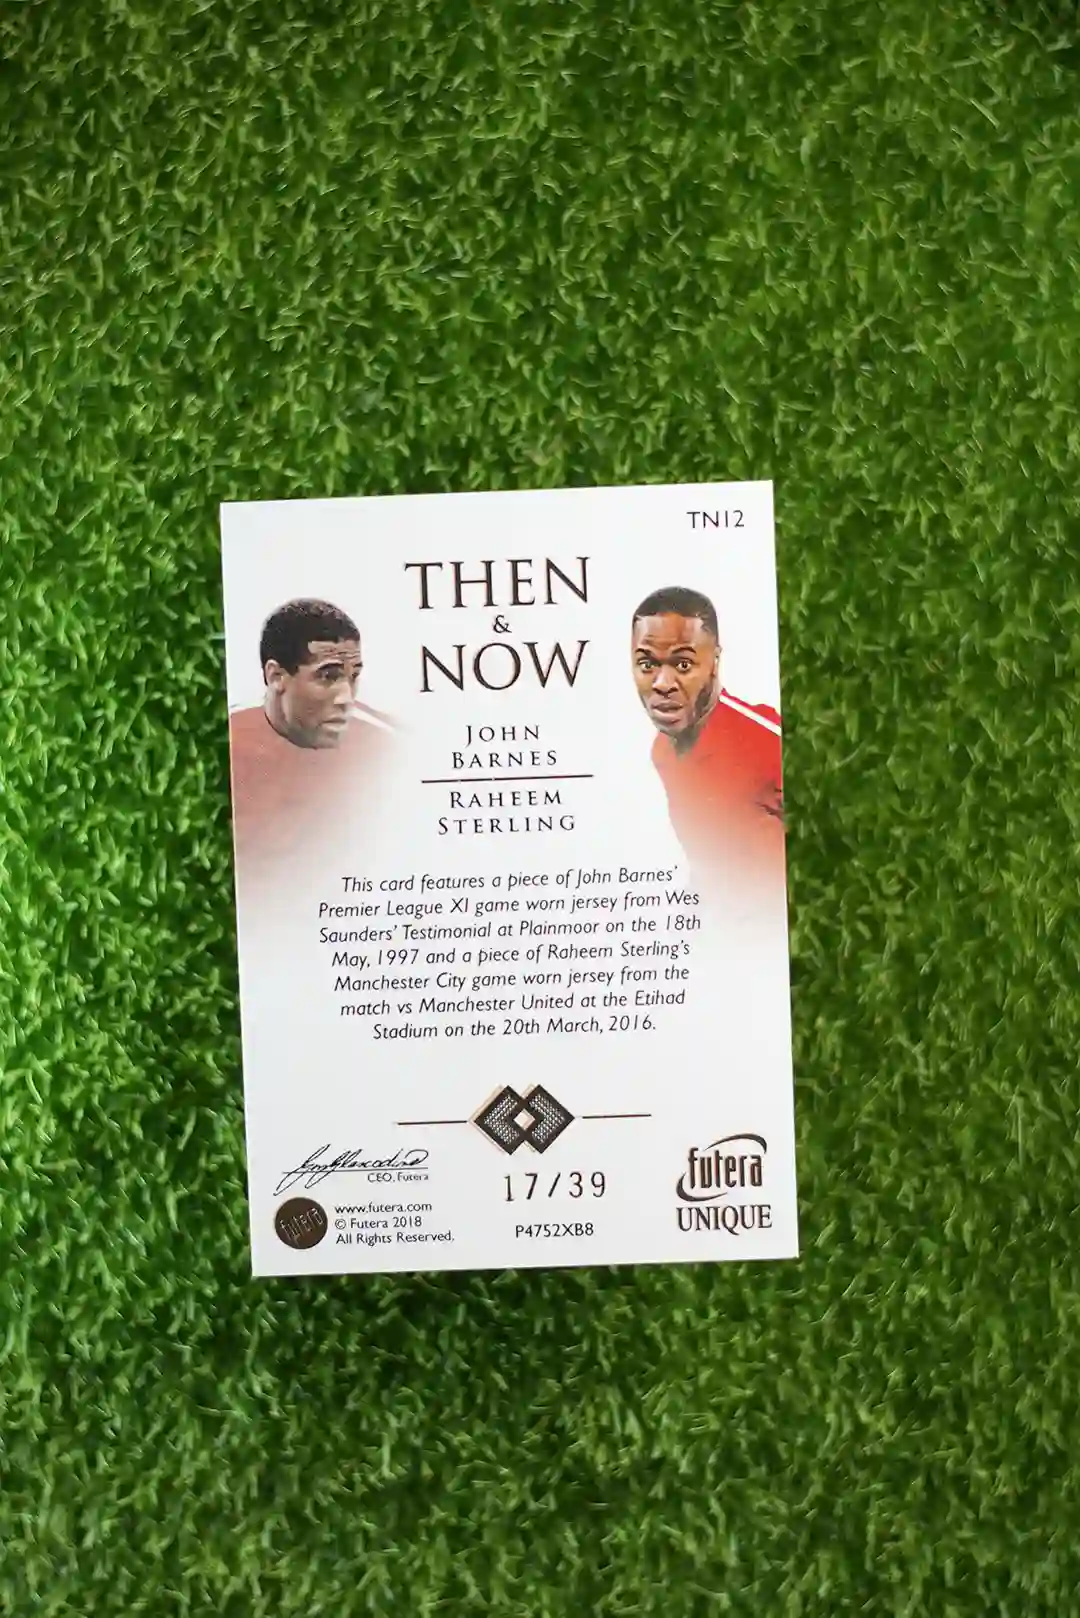 TN12
THEN
&
NOW
JOHN
BARNES
RAHEEM
STERLING
This card features a piece of John Barnes'
Premier League XI game worn jersey from Wes
Saunders' Testimonial at Plainmoor on the 18th
May, 1997 and a piece of Raheem Sterling's
Manchester City game worn jersey from the
match vs Manchester United at the Etihad
Stadium on the 20th March, 2016.
CEO, Futera
17/39
futera
UNIQUE
futera
www.futera.com
© Futera 2018
All Rights Reserved.
P4752XB8